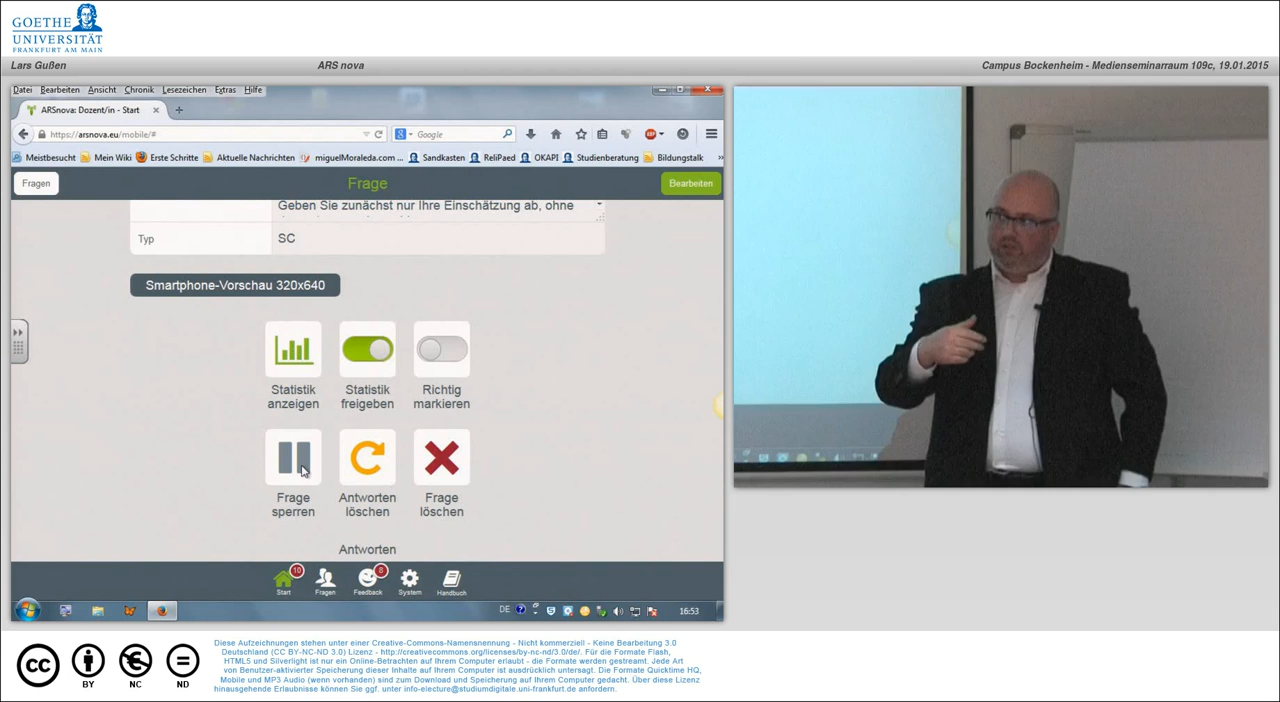 GOETHE
UNIVERSITÄT
FRANKFURT AM MAIN
Lars Gußen ARS nova Campus Bockenheim - Medienseminarraum 109c, 19.01.2015
Datei Bearbeiten Ansicht Chronik Lesezeichen Extras Hilfe
ARSnova: Dozent/in - Start
https://arsnova.eu/mobile/# Google
Meistbesucht Mein Wiki Erste Schritte Aktuelle Nachrichten miguelMoraleda.com ... Sandkasten ReliPaed OKAPI Studienberatung Bildungstalk
Fragen Frage Bearbeiten
Geben Sie zunächst nur Ihre Einschätzung ab, ohne
Typ SC
Smartphone-Vorschau 320x640
Statistik anzeigen
Statistik freigeben
Richtig markieren
Frage sperren
Antworten löschen
Frage löschen
Antworten
10 8
Start Fragen Feedback System Handbuch
DE 16:53
cc BY NC ND
Diese Aufzeichnungen stehen unter einer Creative-Commons-Namensnennung - Nicht kommerziell - Keine Bearbeitung 3.0
Deutschland (CC BY-NC-ND 3.0) Lizenz - http://creativecommons.org/licenses/by-nc-nd/3.0/de/. Für die Formate Flash,
HTML5 und Silverlight ist nur ein Online-Betrachten auf Ihrem Computer erlaubt - die Formate werden gestreamt. Jede Art
von Benutzer-aktivierter Speicherung dieser Inhalte auf Ihrem Computer ist ausdrücklich untersagt. Die Formate Quicktime HQ,
Mobile und MP3 Audio (wenn vorhanden) sind zum Download und Speicherung auf Ihrem Computer gedacht. Über diese Lizenz
hinausgehende Erlaubnisse können Sie ggf. unter info-electure@studiumdigitale.uni-frankfurt.de anfordern.